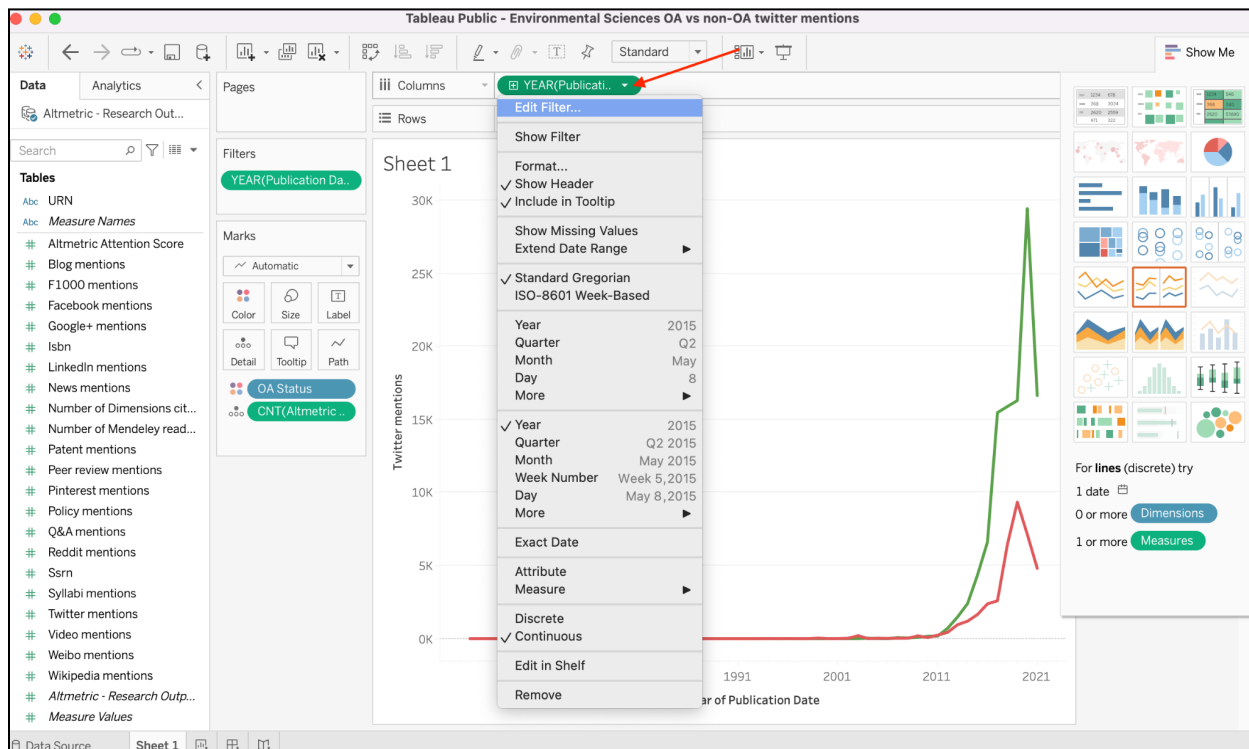 Tableau Public - Environmental Sciences OA vs non-OA twitter mentions
Standard
Show Me
Data
Analytics
Altmetric - Research Out...
Search
Tables
Abc URN
Abc Measure Names
# Altmetric Attention Score
# Blog mentions
# F1000 mentions
# Facebook mentions
# Google+ mentions
# Isbn
# LinkedIn mentions
# News mentions
# Number of Dimensions cit...
# Number of Mendeley read...
# Patent mentions
# Peer review mentions
# Pinterest mentions
# Policy mentions
# Q&A mentions
# Reddit mentions
# Ssrn
# Syllabi mentions
# Twitter mentions
# Video mentions
# Weibo mentions
# Wikipedia mentions
# Altmetric - Research Outp...
# Measure Values
Pages
Filters
YEAR(Publication Da..
Marks
Automatic
Color Size Label
Detail Tooltip Path
OA Status
CNT(Altmetric ..
Columns
YEAR(Publicati..
Rows
Sheet 1
30K
25K
20K
15K
10K
5K
0K
Twitter mentions
1991 2001 2011 2021
ar of Publication Date
Edit Filter...
Show Filter
Format...
✓ Show Header
✓ Include in Tooltip
Show Missing Values
Extend Date Range
✓ Standard Gregorian
ISO-8601 Week-Based
Year 2015
Quarter Q2
Month May
Day 8
More
✓ Year 2015
Quarter Q2 2015
Month May 2015
Week Number Week 5,2015
Day May 8,2015
More
Exact Date
Attribute
Measure
Discrete
✓ Continuous
Edit in Shelf
Remove
For lines (discrete) try
1 date
0 or more Dimensions
1 or more Measures
Data Source
Sheet 1